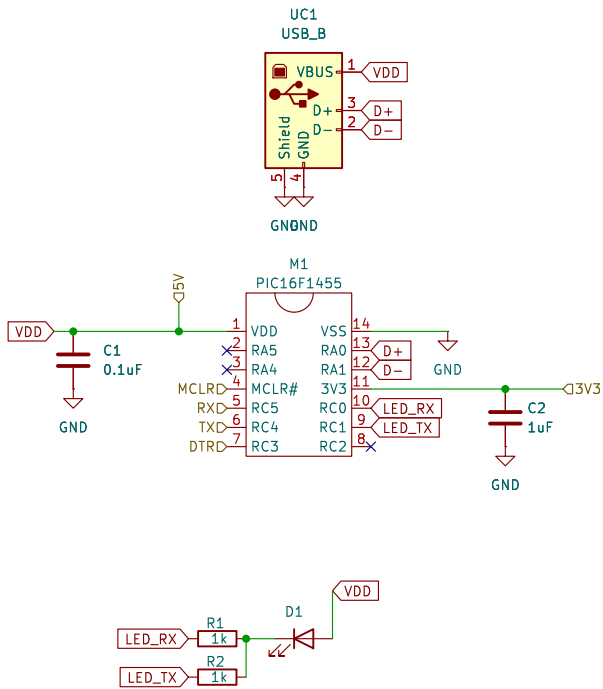 UC1
USB_B
VBUS 1 VDD
D+ 3 D+
D- 2 D-
Shield
GND
5
4
GND
GND
M1
PIC16F1455
5V
VDD
1 VDD
VSS 14
2 RA5
RA0 13 D+
3 RA4
RA1 12 D-
GND
MCLR 4 MCLR#
3V3 11
3V3
RX 5 RC5
RC0 10 LED_RX
TX 6 RC4
RC1 9 LED_TX
DTR 7 RC3
RC2 8
C1
0.1uF
GND
C2
1uF
GND
D1
VDD
LED_RX
R1
1k
LED_TX
R2
1k